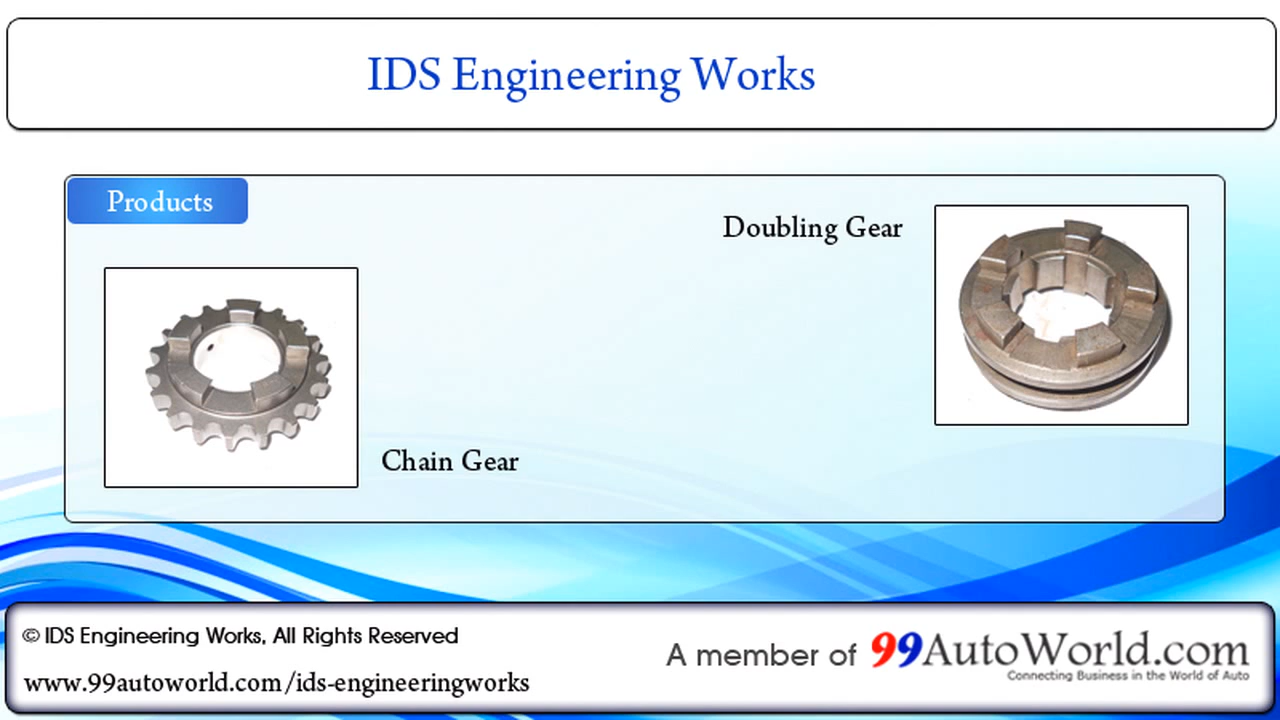 IDS Engineering Works
Products
Doubling Gear
Chain Gear
© IDS Engineering Works, All Rights Reserved
www.99autoworld.com/ids-engineeringworks
A member of 99AutoWorld.com
Connecting Business in the World of Auto